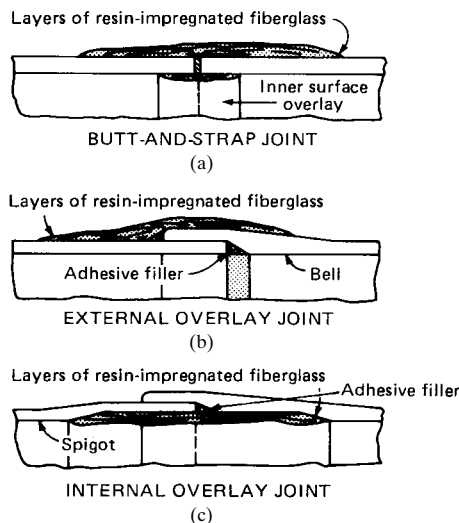 Layers of resin-impregnated fiberglass
Inner surface
overlay
BUTT-AND-STRAP JOINT
(a)
Layers of resin-impregnated fiberglass
Adhesive filler
Bell
EXTERNAL OVERLAY JOINT
(b)
Layers of resin-impregnated fiberglass
Adhesive filler
Spigot
INTERNAL OVERLAY JOINT
(c)